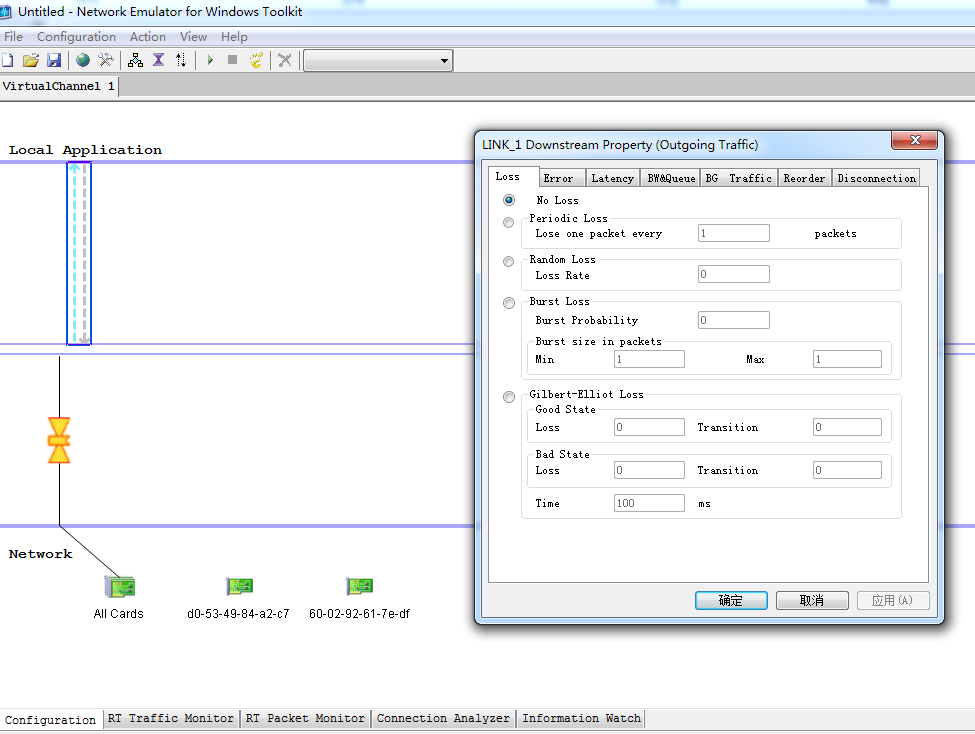 Untitled - Network Emulator for Windows Toolkit
File Configuration Action View Help
VirtualChannel 1
Local Application
LINK_1 Downstream Property (Outgoing Traffic)
Loss Error Latency BW&Queue BG Traffic Reorder Disconnection
No Loss
Periodic Loss
Lose one packet every 1 packets
Random Loss
Loss Rate 0
Burst Loss
Burst Probability 0
Burst size in packets
Min 1 Max 1
Gilbert-Elliot Loss
Good State
Loss 0 Transition 0
Bad State
Loss 0 Transition 0
Time 100 ms
确定 取消 应用(A)
Network
All Cards d0-53-49-84-a2-c7 60-02-92-61-7e-df
Configuration RT Traffic Monitor RT Packet Monitor Connection Analyzer Information Watch